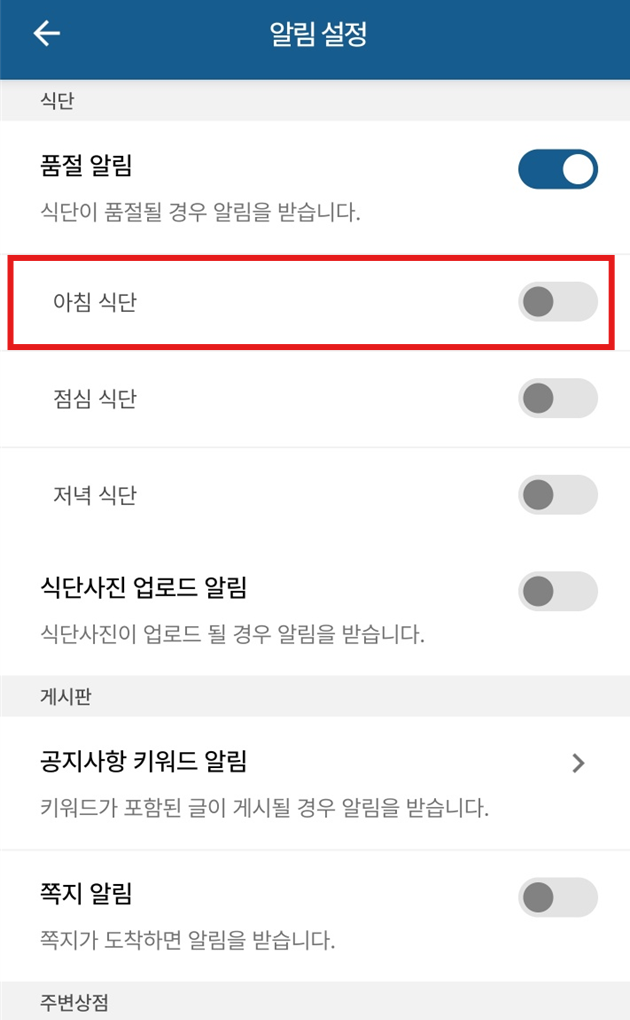 알림 설정
식단
품절 알림
식단이 품절될 경우 알림을 받습니다.
아침 식단
점심 식단
저녁 식단
식단사진 업로드 알림
식단사진이 업로드 될 경우 알림을 받습니다.
게시판
공지사항 키워드 알림
키워드가 포함된 글이 게시될 경우 알림을 받습니다.
쪽지 알림
쪽지가 도착하면 알림을 받습니다.
주변상점